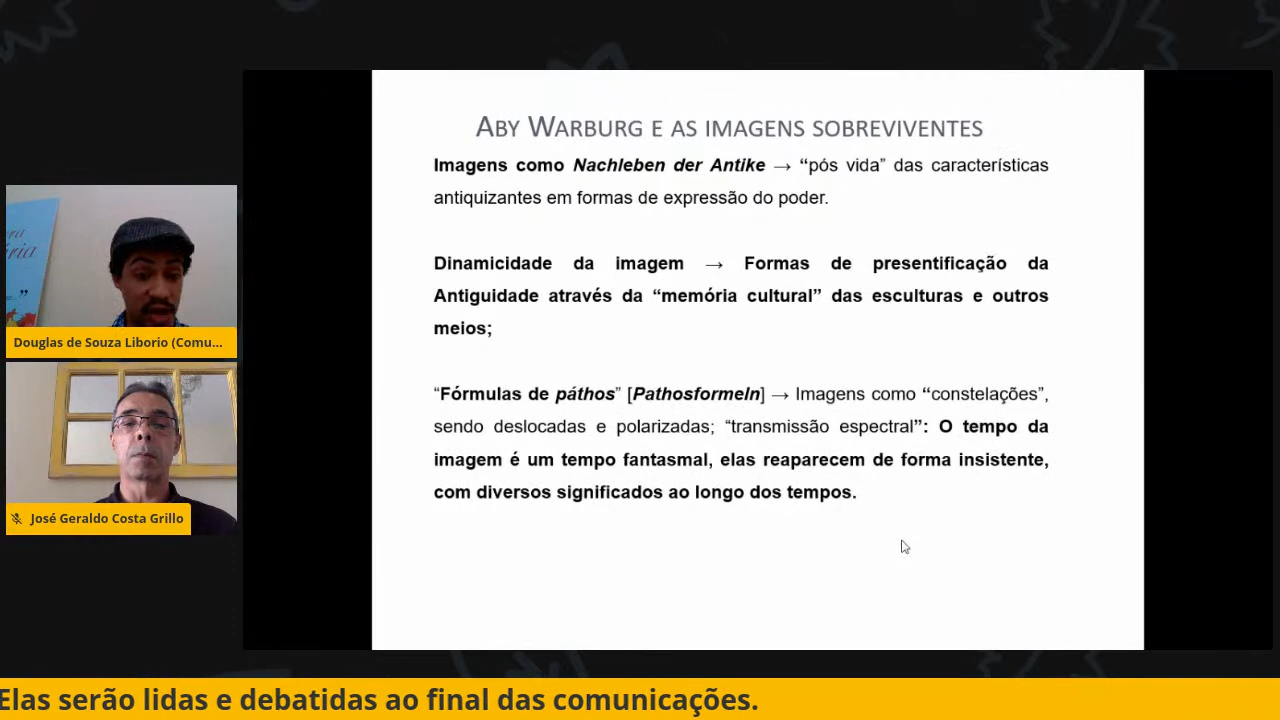 ABY WARBURG E AS IMAGENS SOBREVIVENTES
Imagens como Nachleben der Antike → “pós vida” das características
antiquizantes em formas de expressão do poder.
Dinamicidade da imagem → Formas de presentificação da
Antiguidade através da “memória cultural” das esculturas e outros
meios;
“Fórmulas de páthos” [Pathosformeln] → Imagens como “constelações”,
sendo deslocadas e polarizadas; “transmissão espectral”: O tempo da
imagem é um tempo fantasmal, elas reaparecem de forma insistente,
com diversos significados ao longo dos tempos.
Douglas de Souza Liborio (Comu...
José Geraldo Costa Grillo
Elas serão lidas e debatidas ao final das comunicações.